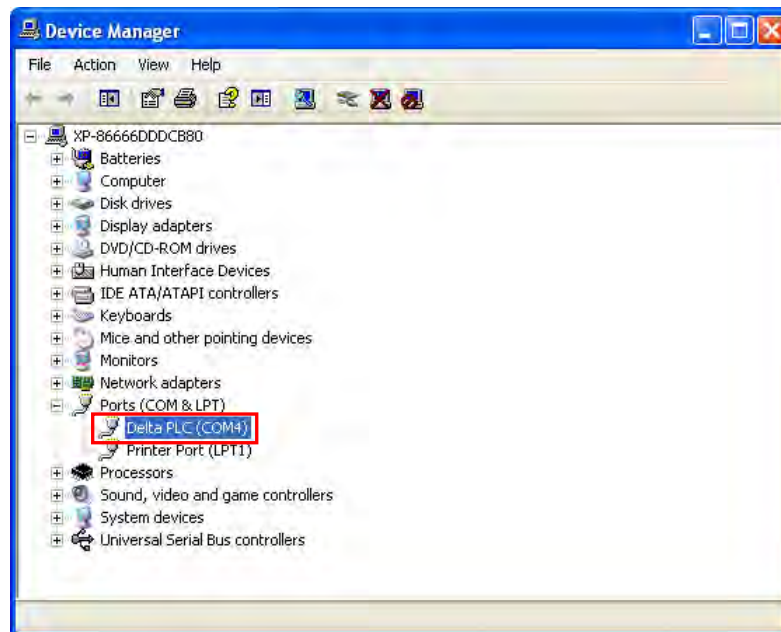 Device Manager
File Action View Help
XP-86666DDDCB80
Batteries
Computer
Disk drives
Display adapters
DVD/CD-ROM drives
Human Interface Devices
IDE ATA/ATAPI controllers
Keyboards
Mice and other pointing devices
Monitors
Network adapters
Ports (COM & LPT)
Delta PLC (COM4)
Printer Port (LPT1)
Processors
Sound, video and game controllers
System devices
Universal Serial Bus controllers